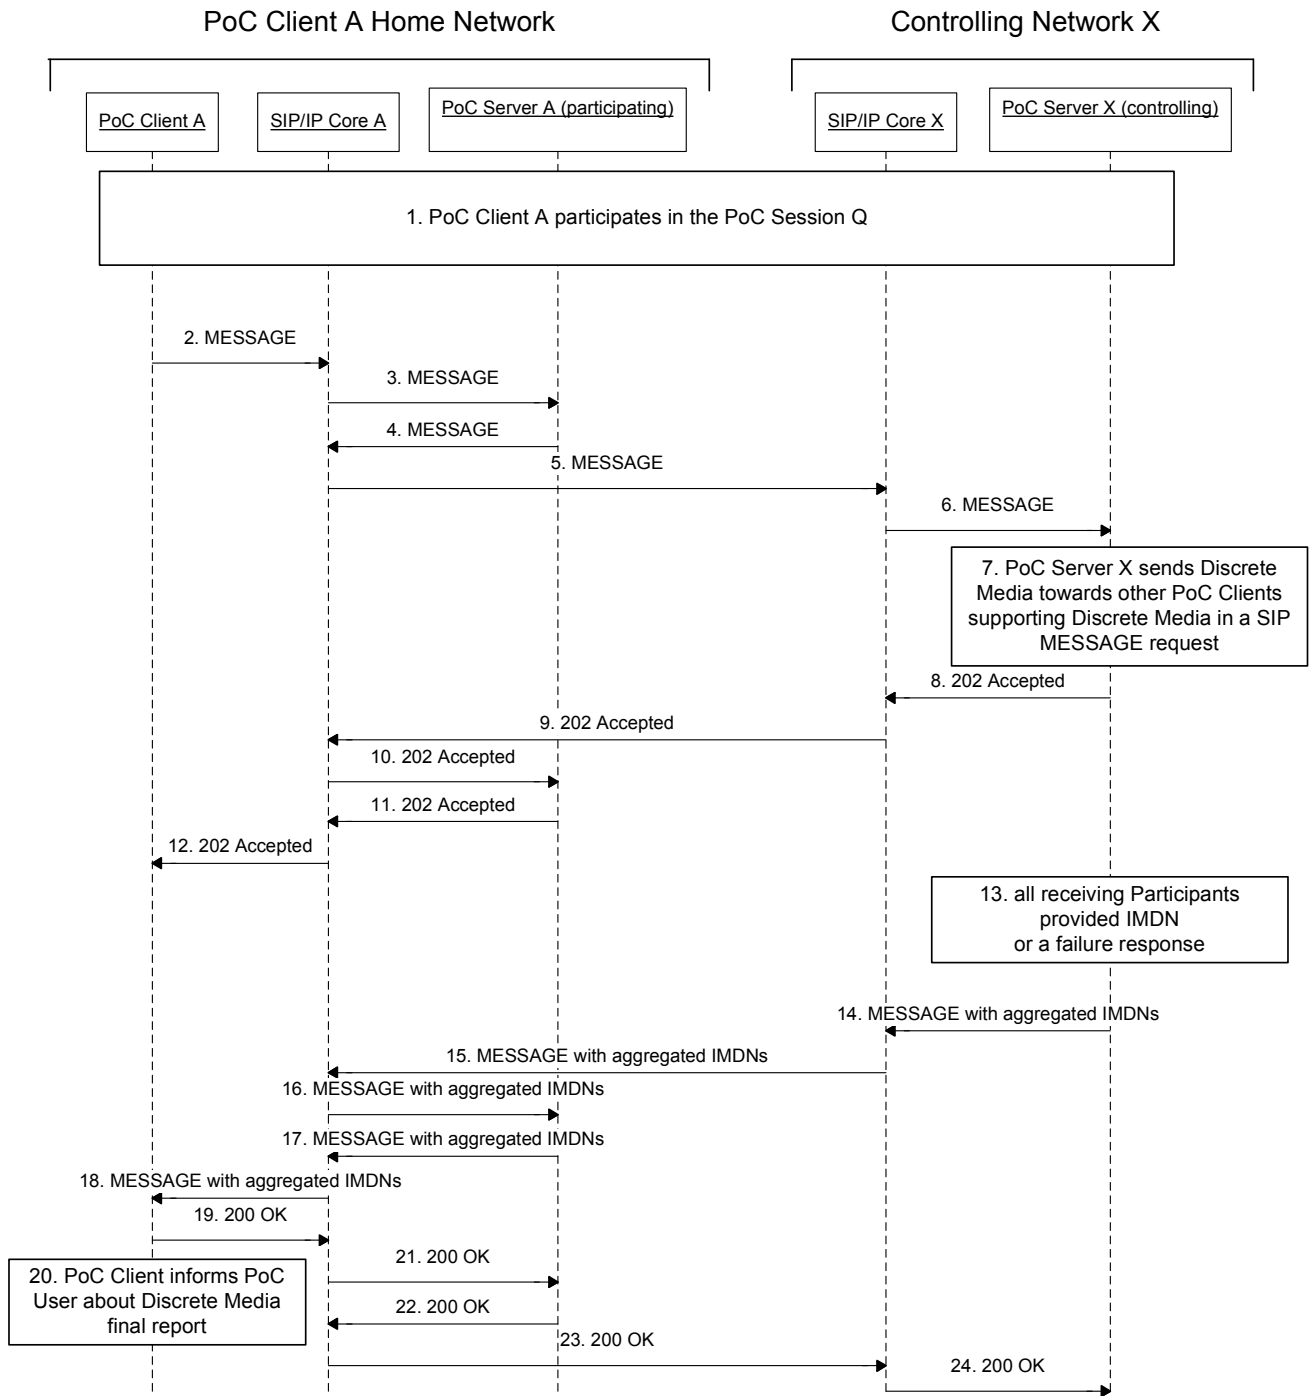 PoC Client A Home Network
Controlling Network X
PoC Client A
SIP/IP Core A
PoC Server A (participating)
SIP/IP Core X
PoC Server X (controlling)
1. PoC Client A participates in the PoC Session Q
2. MESSAGE
3. MESSAGE
4. MESSAGE
5. MESSAGE
6. MESSAGE
7. PoC Server X sends Discrete
Media towards other PoC Clients
supporting Discrete Media in a SIP
MESSAGE request
8. 202 Accepted
9. 202 Accepted
10. 202 Accepted
11. 202 Accepted
12. 202 Accepted
13. all receiving Participants
provided IMDN
or a failure response
14. MESSAGE with aggregated IMDNs
15. MESSAGE with aggregated IMDNs
16. MESSAGE with aggregated IMDNs
17. MESSAGE with aggregated IMDNs
18. MESSAGE with aggregated IMDNs
19. 200 OK
20. PoC Client informs PoC
User about Discrete Media
final report
21. 200 OK
22. 200 OK
23. 200 OK
24. 200 OK